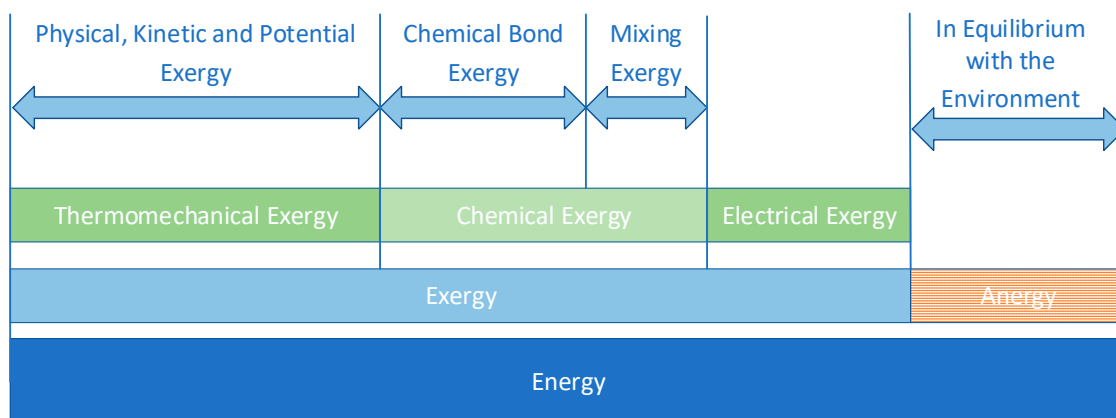 Physical, Kinetic and Potential
Exergy
Chemical Bond
Exergy
Mixing
Exergy
In Equilibrium
with the
Environment
Thermomechanical Exergy
Chemical Exergy
Electrical Exergy
Exergy
Anergy
Energy